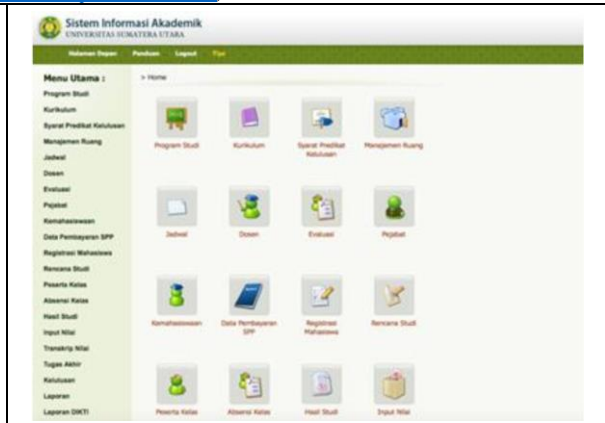 Sistem Informasi Akademik
UNIVERSITAS SUMATERA UTARA
Halaman Depan Panduan Logout Tips
Menu Utama :
Program Studi
Kurikulum
Syarat Predikat Kelulusan
Manajemen Ruang
Jadwal
Dosen
Evaluasi
Pejabat
Kemahasiswaan
Data Pembayaran SPP
Registrasi Mahasiswa
Rencana Studi
Peserta Kelas
Absensi Kelas
Hasil Studi
Input Nilai
Transkrip Nilai
Tugas Akhir
Kelulusan
Laporan
Laporan DIKTI
> Home
Program Studi
Kurikulum
Syarat Predikat
Kelulusan
Manajemen Ruang
Jadwal
Dosen
Evaluasi
Pejabat
Kemahasiswaan
Data Pembayaran
SPP
Registrasi
Mahasiswa
Rencana Studi
Peserta Kelas
Absensi Kelas
Hasil Studi
Input Nilai